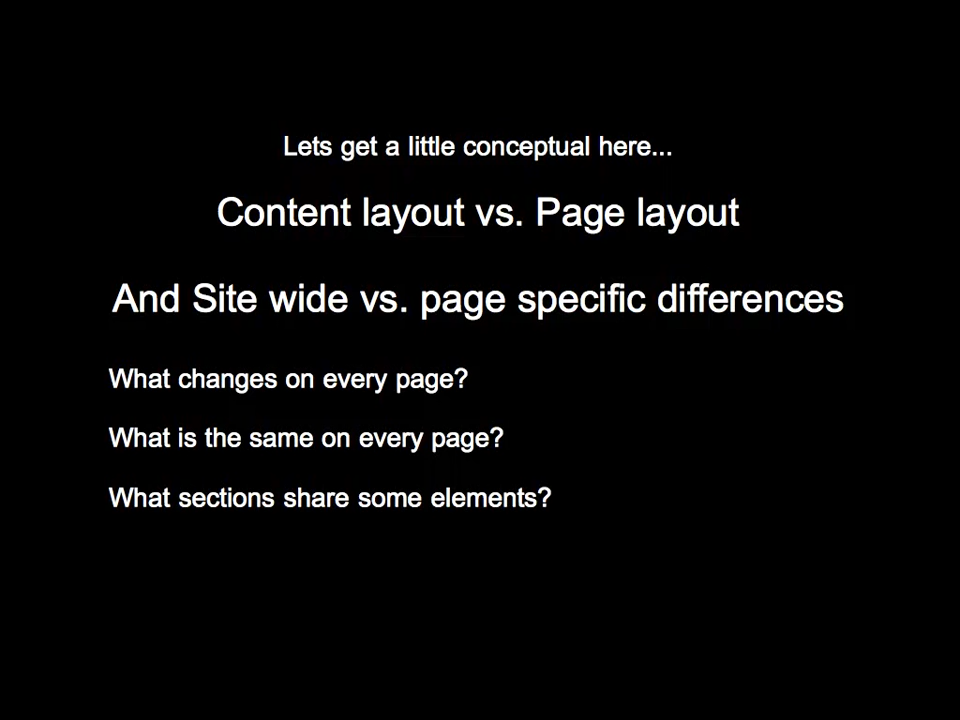 Lets get a little conceptual here...
Content layout vs. Page layout
And Site wide vs. page specific differences
What changes on every page?
What is the same on every page?
What sections share some elements?